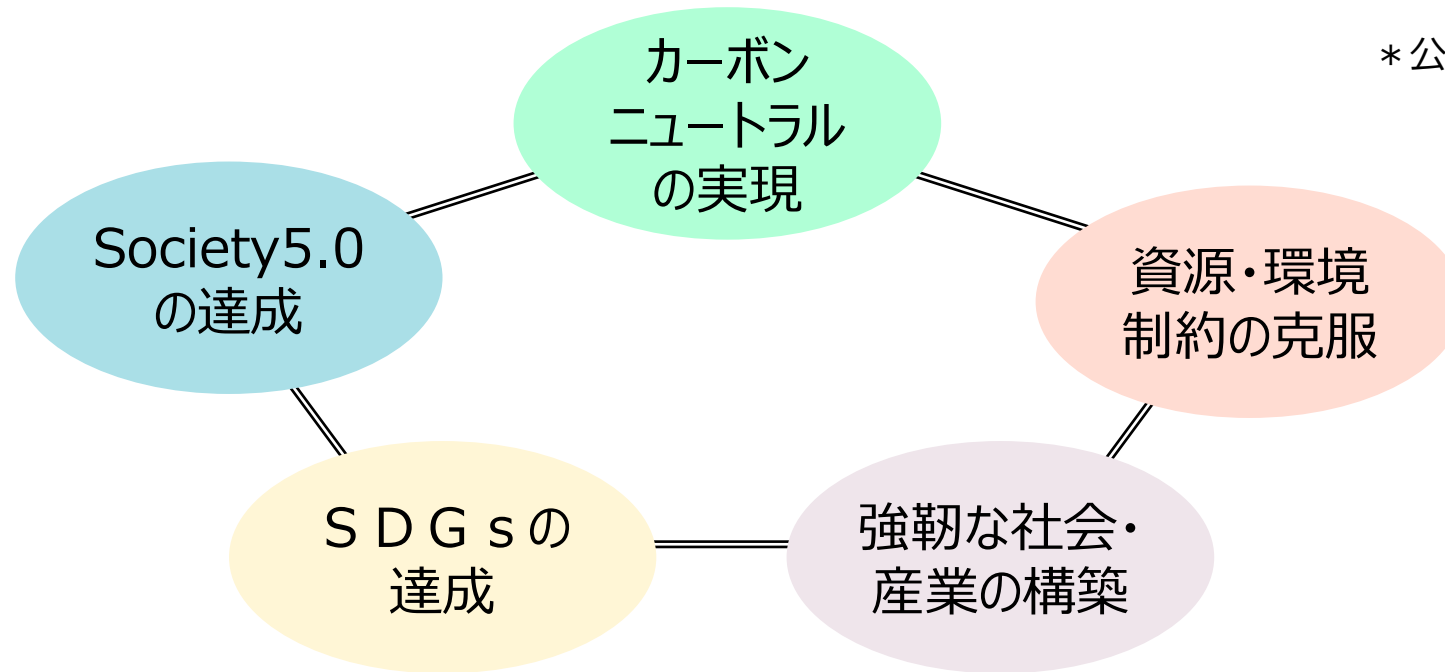 カーボン
ニュートラル
の実現
*公
Society5.0
の達成
資源・環境
制約の克服
SDGsの
達成
強靭な社会・
産業の構築